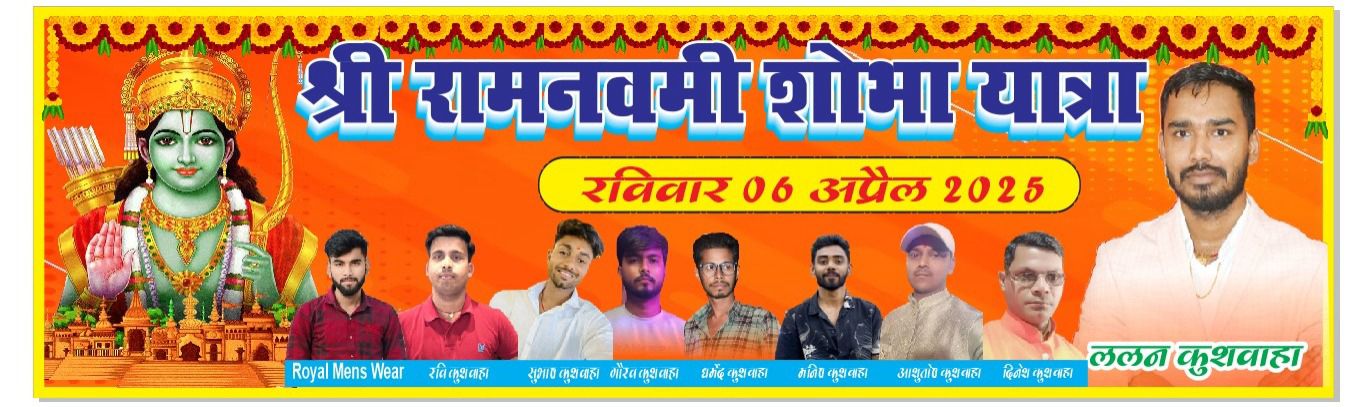 श्री रामनवमी शोभा यात्रा
रविवार 06 अप्रैल 2025
Royal Mens Wear
रवि कुशवाहा
सुभाष कुशवाहा
गौरव कुशवाहा
धर्मेंद कुशवाहा
मनिष कुशवाहा
आशुतोष कुशवाहा
दिनेश कुशवाहा
ललन कुशवाहा